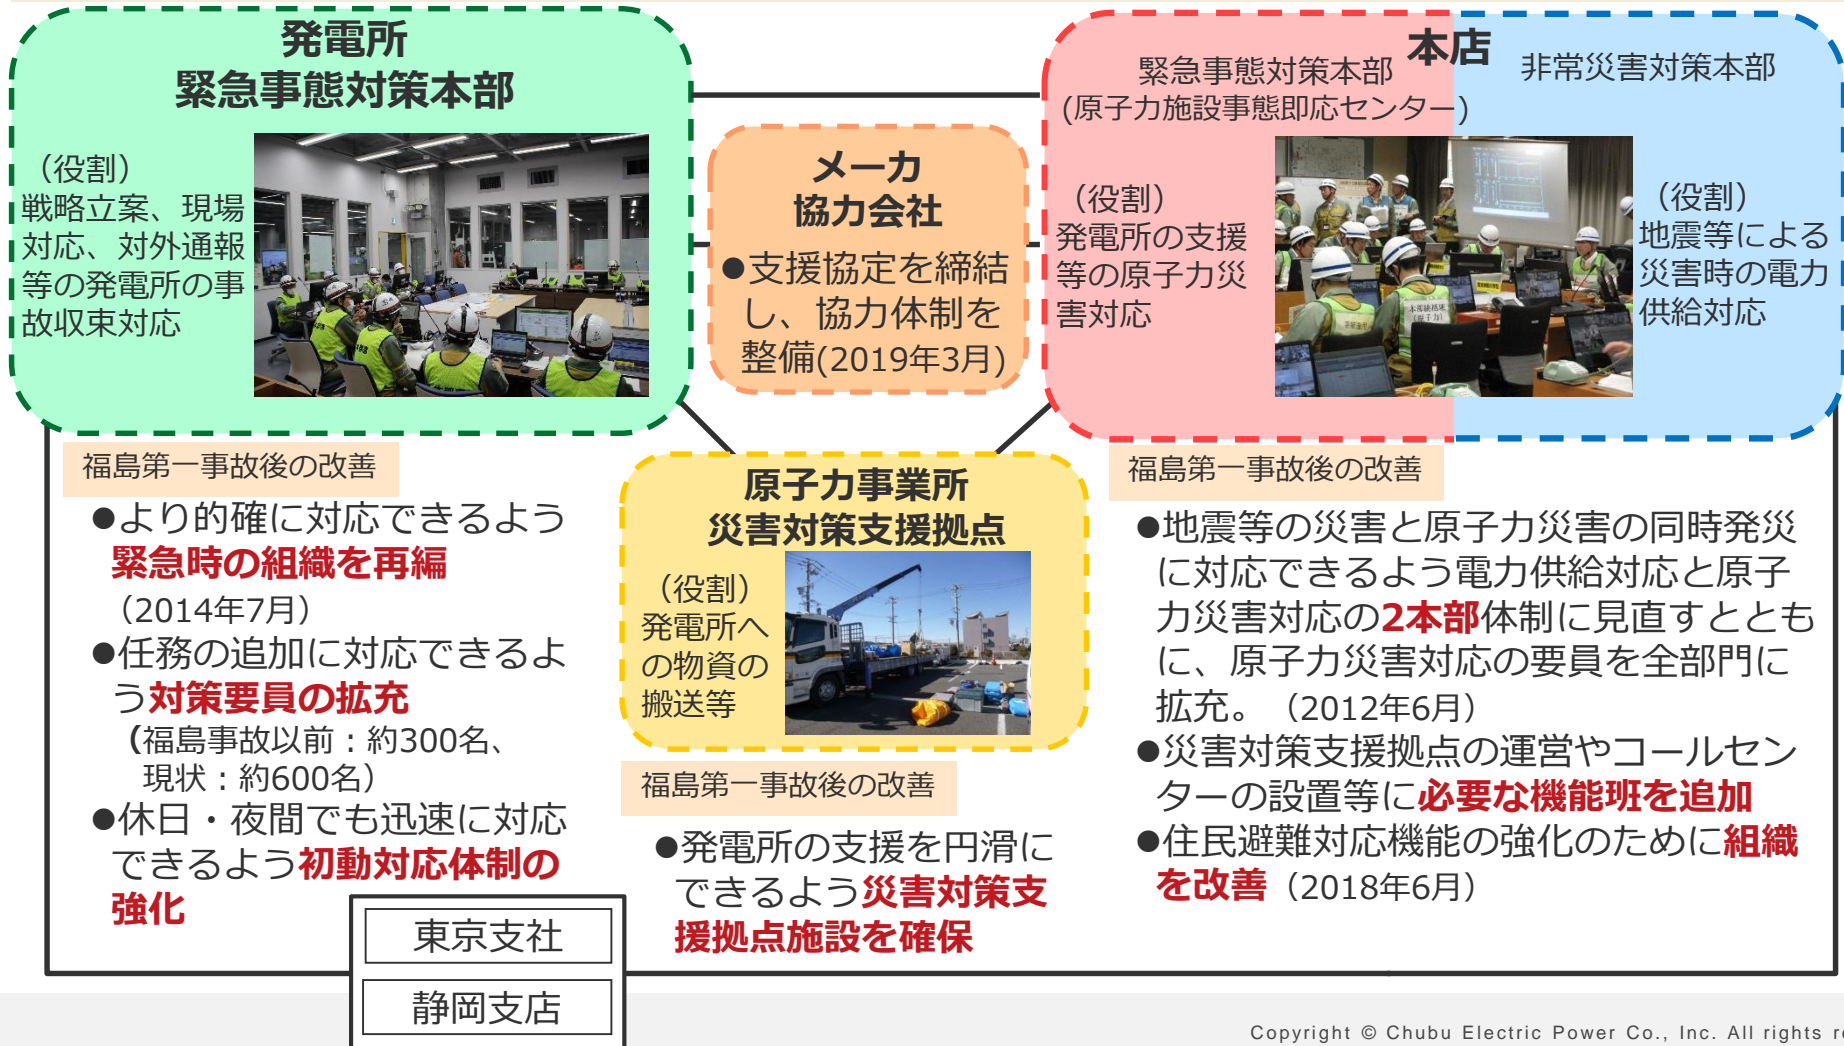 発電所
緊急事態対策本部
（役割）
戦略立案、現場
対応、対外通報
等の発電所の事
故収束対応
メーカ
協力会社
●支援協定を締結
し、協力体制を
整備(2019年3月)
本店
緊急事態対策本部
(原子力施設事態即応センター)
非常災害対策本部
（役割）
発電所の支援
等の原子力災
害対応
（役割）
地震等による
災害時の電力
供給対応
福島第一事故後の改善
●より的確に対応できるよう
緊急時の組織を再編
（2014年7月）
●任務の追加に対応できるよ
う対策要員の拡充
（福島事故以前：約300名、
現状：約600名）
●休日・夜間でも迅速に対応
できるよう初動対応体制の
強化
原子力事業所
災害対策支援拠点
（役割）
発電所へ
の物資の
搬送等
福島第一事故後の改善
●発電所の支援を円滑に
できるよう災害対策支
援拠点施設を確保
福島第一事故後の改善
●地震等の災害と原子力災害の同時発災
に対応できるよう電力供給対応と原子
力災害対応の2本部体制に見直すととも
に、原子力災害対応の要員を全部門に
拡充。（2012年6月）
●災害対策支援拠点の運営やコールセン
ターの設置等に必要な機能班を追加
●住民避難対応機能の強化のために組織
を改善（2018年6月）
東京支社
静岡支店
Copyright © Chubu Electric Power Co., Inc. All rights